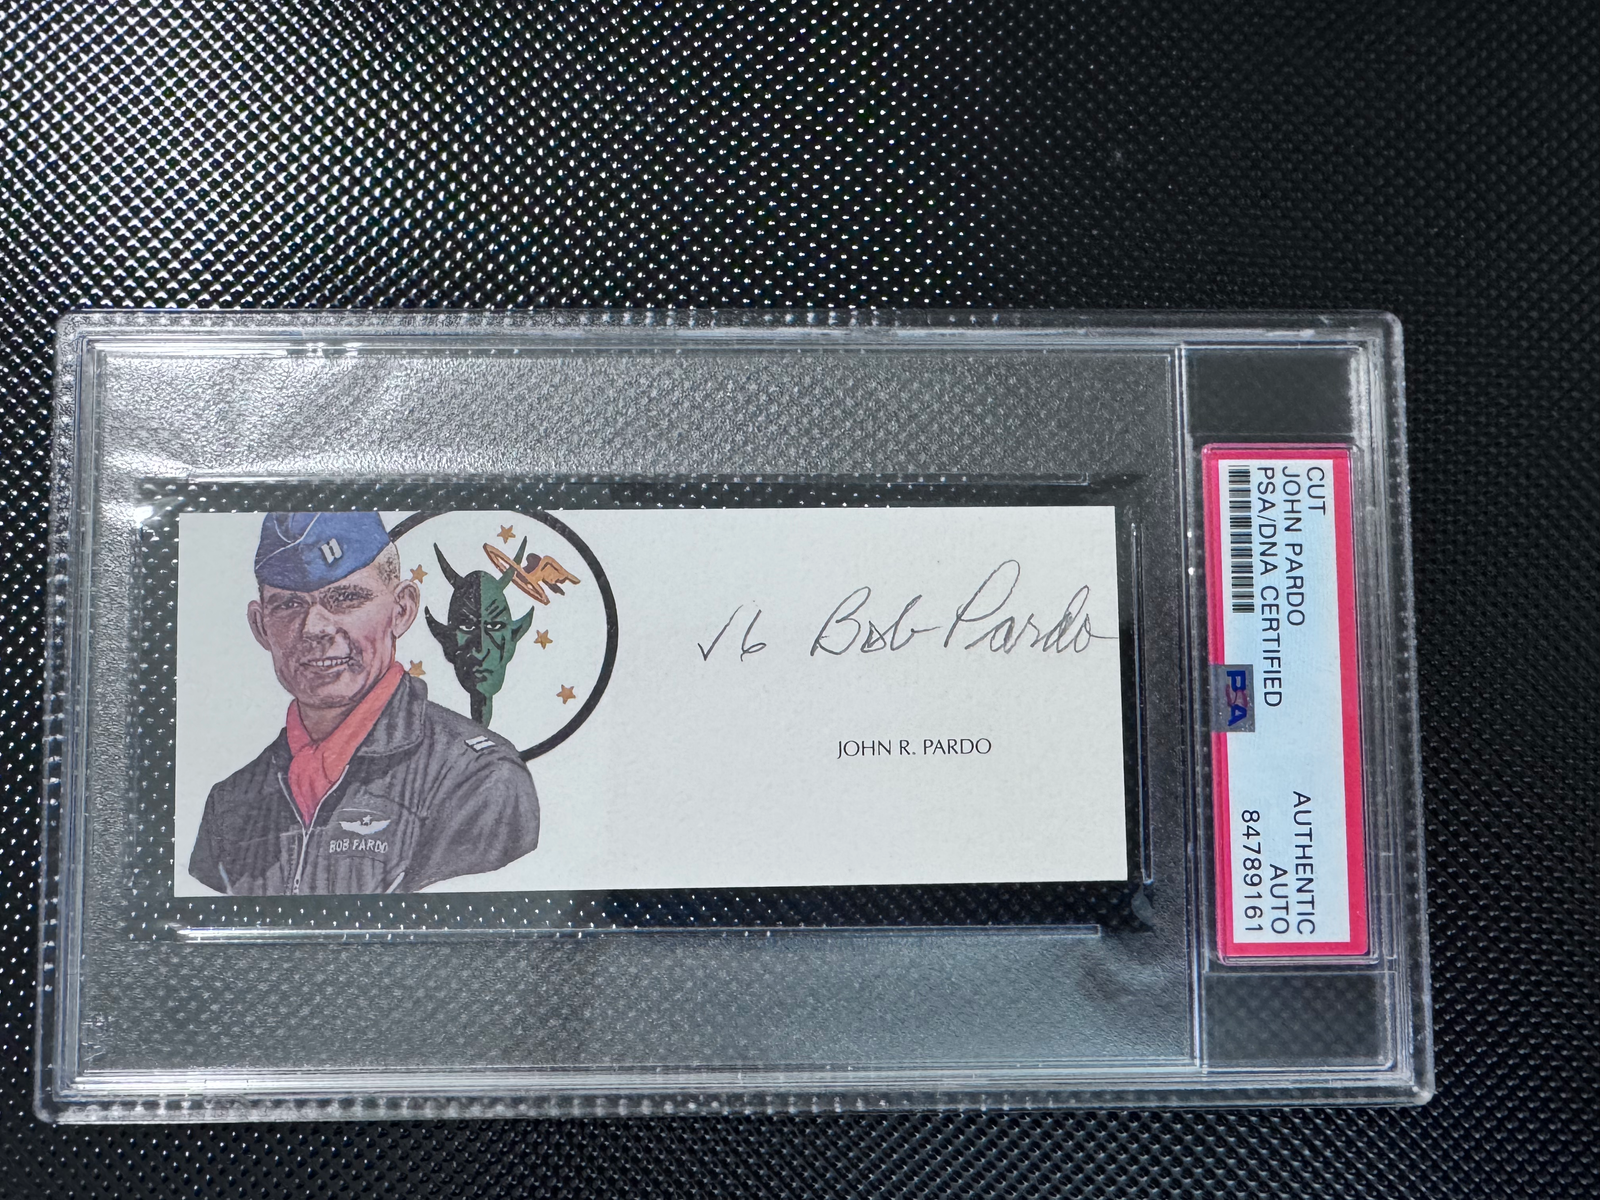 √6 Bob Pardo
JOHN R. PARDO
BOB PARDO
CUT
JOHN PARDO
PSA/DNA CERTIFIED
PSA
AUTHENTIC
AUTO
84789161